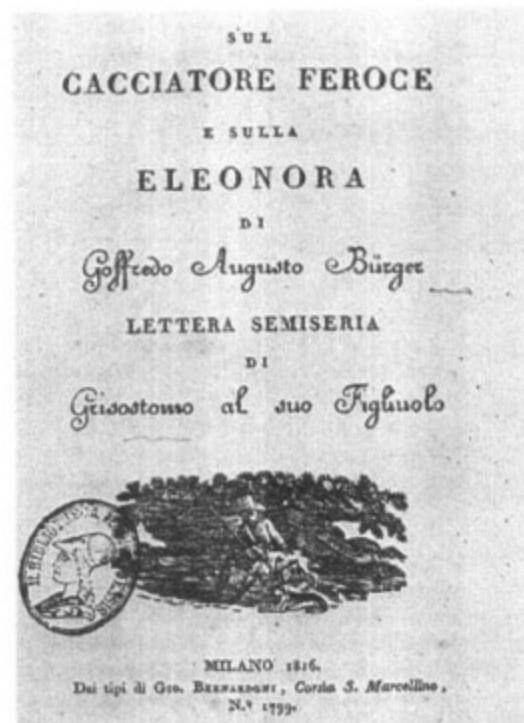 SUL
CACCIATORE FEROCE
E SULLA
ELEONORA
DI
Goffredo Augusto Bürger
LETTERA SEMISERIA
DI
Grisostomo al suo Figliuolo
MILANO 1816.
Dai tipi di GIO. BERNARDONI, Corsia S. Marcellino,
N.° 1799.